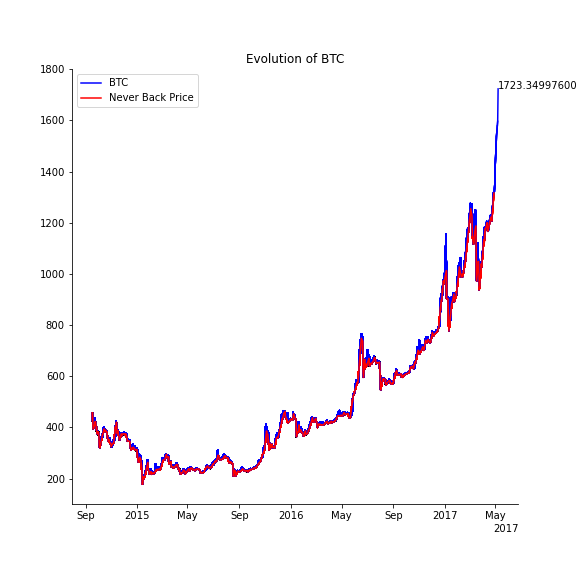 Evolution of BTC
BTC
Never Back Price
1723.34997600
1800
1600
1400
1200
1000
800
600
400
200
Sep 2015 May Sep 2016 May Sep 2017 May
2017